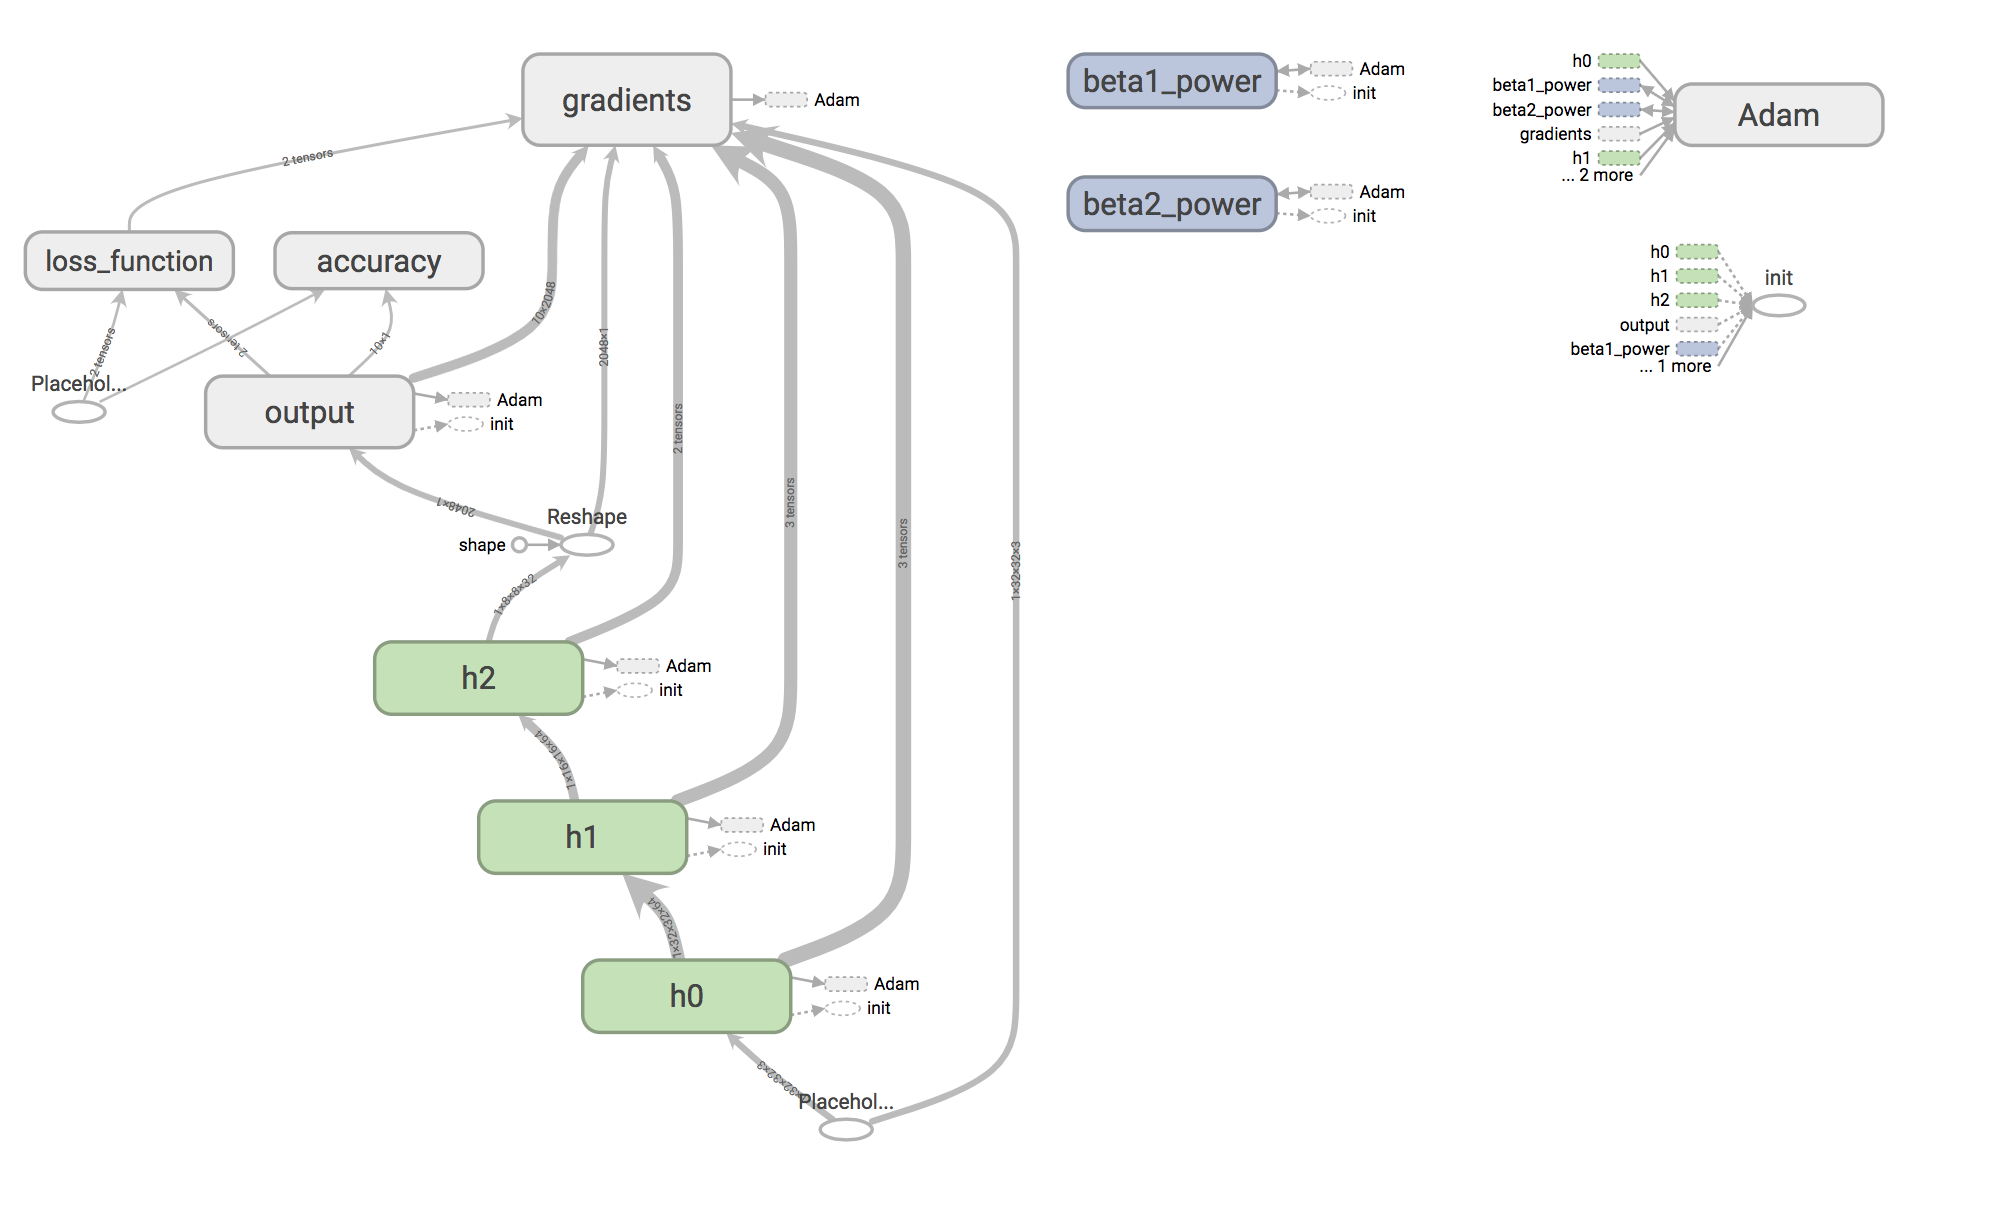 gradients
Adam
2 tensors
loss_function
accuracy
10×2048
2048×1
2 tensors
3 tensors
3 tensors
1×32×32×3
2 tensors
2 tensors
10×1
Placehol...
output
Adam
init
2048×1
Reshape
shape
1×8×8×32
h2
Adam
init
1×16×16×64
h1
Adam
init
1×32×32×64
h0
Adam
init
×32×32×3
Placehol...
beta1_power
Adam
init
beta2_power
Adam
init
h0
beta1_power
beta2_power
gradients
h1
... 2 more
Adam
h0
h1
h2
output
beta1_power
... 1 more
init